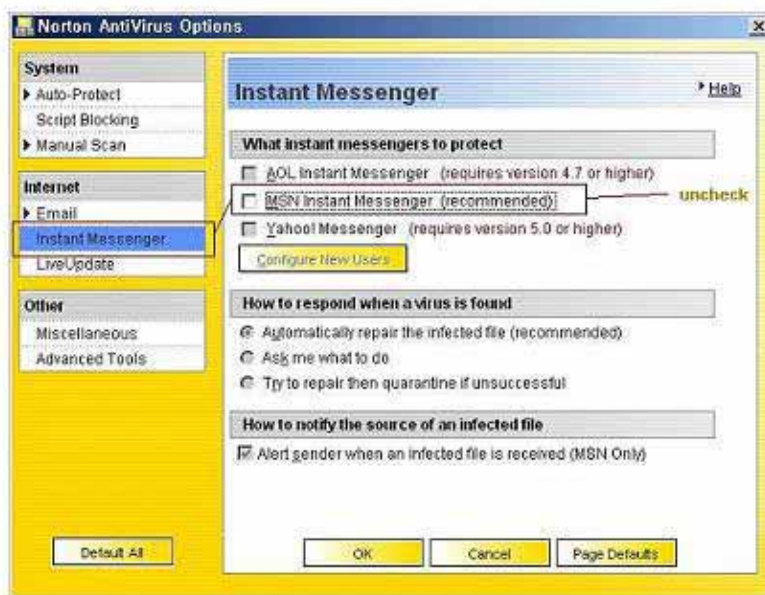 Norton AntiVirus Options
System
Auto-Protect
Script Blocking
Manual Scan
Internet
Email
Instant Messenger
LiveUpdate
Other
Miscellaneous
Advanced Tools
Default All
Instant Messenger
Help
What instant messengers to protect
AOL Instant Messenger (requires version 4.7 or higher)
MSN Instant Messenger (recommended)
uncheck
Yahoo! Messenger (requires version 5.0 or higher)
Configure New Users
How to respond when a virus is found
Automatically repair the infected file (recommended)
Ask me what to do
Try to repair then quarantine if unsuccessful
How to notify the source of an infected file
Alert sender when an infected file is received (MSN Only)
OK
Cancel
Page Defaults